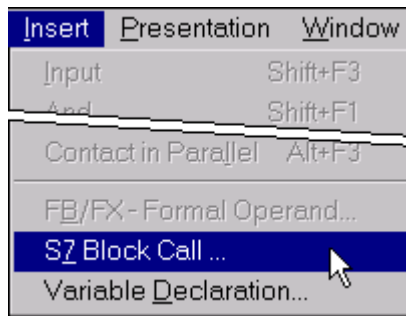 Insert Presentation Window
Input Shift+F3
And Shift+F1
Contact in Parallel Alt+F3
FB/FX - Formal Operand...
S7 Block Call ...
Variable Declaration...